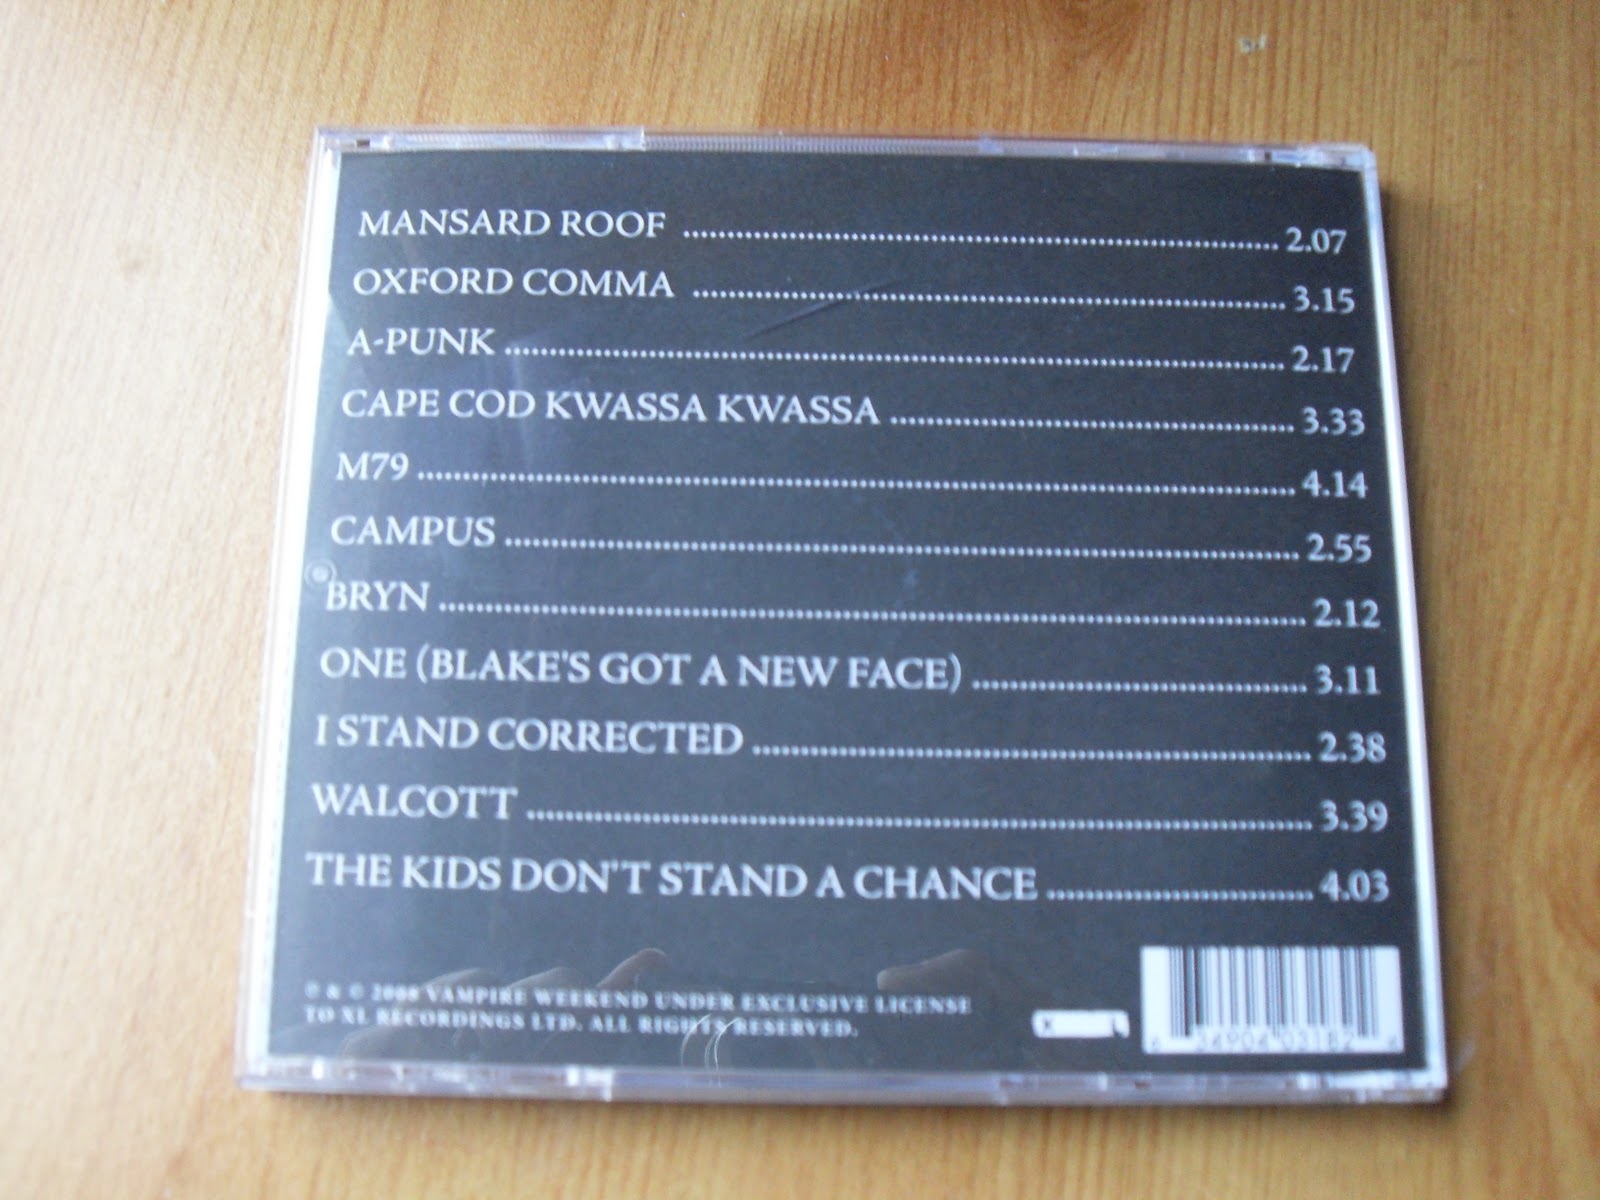 MANSARD ROOF ........ 2.07
OXFORD COMMA ........ 3.15
A-PUNK ........ 2.17
CAPE COD KWASSA KWASSA ........ 3.33
M79 ........ 4.14
CAMPUS ........ 2.55
BRYN ........ 2.12
ONE (BLAKE'S GOT A NEW FACE) ........ 3.11
I STAND CORRECTED ........ 2.38
WALCOTT ........ 3.39
THE KIDS DON'T STAND A CHANCE ........ 4.03
℗ & © 2008 VAMPIRE WEEKEND UNDER EXCLUSIVE LICENSE
TO XL RECORDINGS LTD. ALL RIGHTS RESERVED.